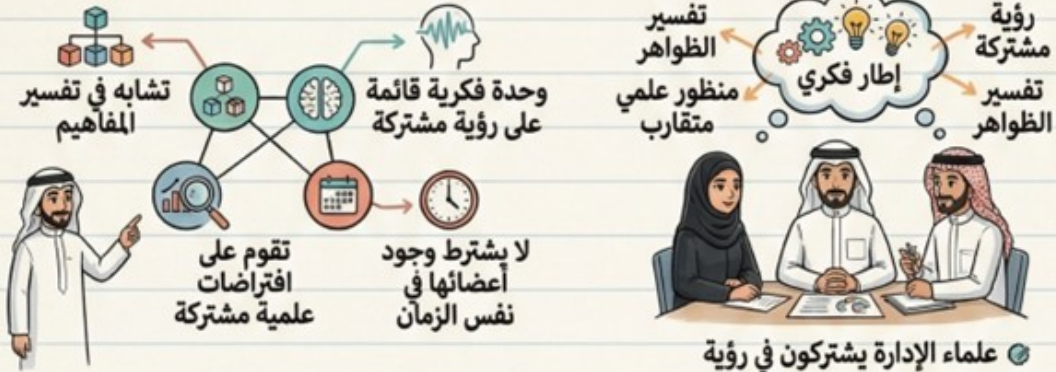 رؤية
مشتركة
تفسير
الظواهر
إطار فكري
تفسير
الظواهر
منظور علمي
متقارب
علماء الإدارة يشتركون في رؤية
وحدة فكرية قائمة
على رؤية مشتركة
تشابه في تفسير
المفاهيم
لا يشترط وجود
أعضائها في
نفس الزمان
تقوم على
افتراضات
علمية مشتركة